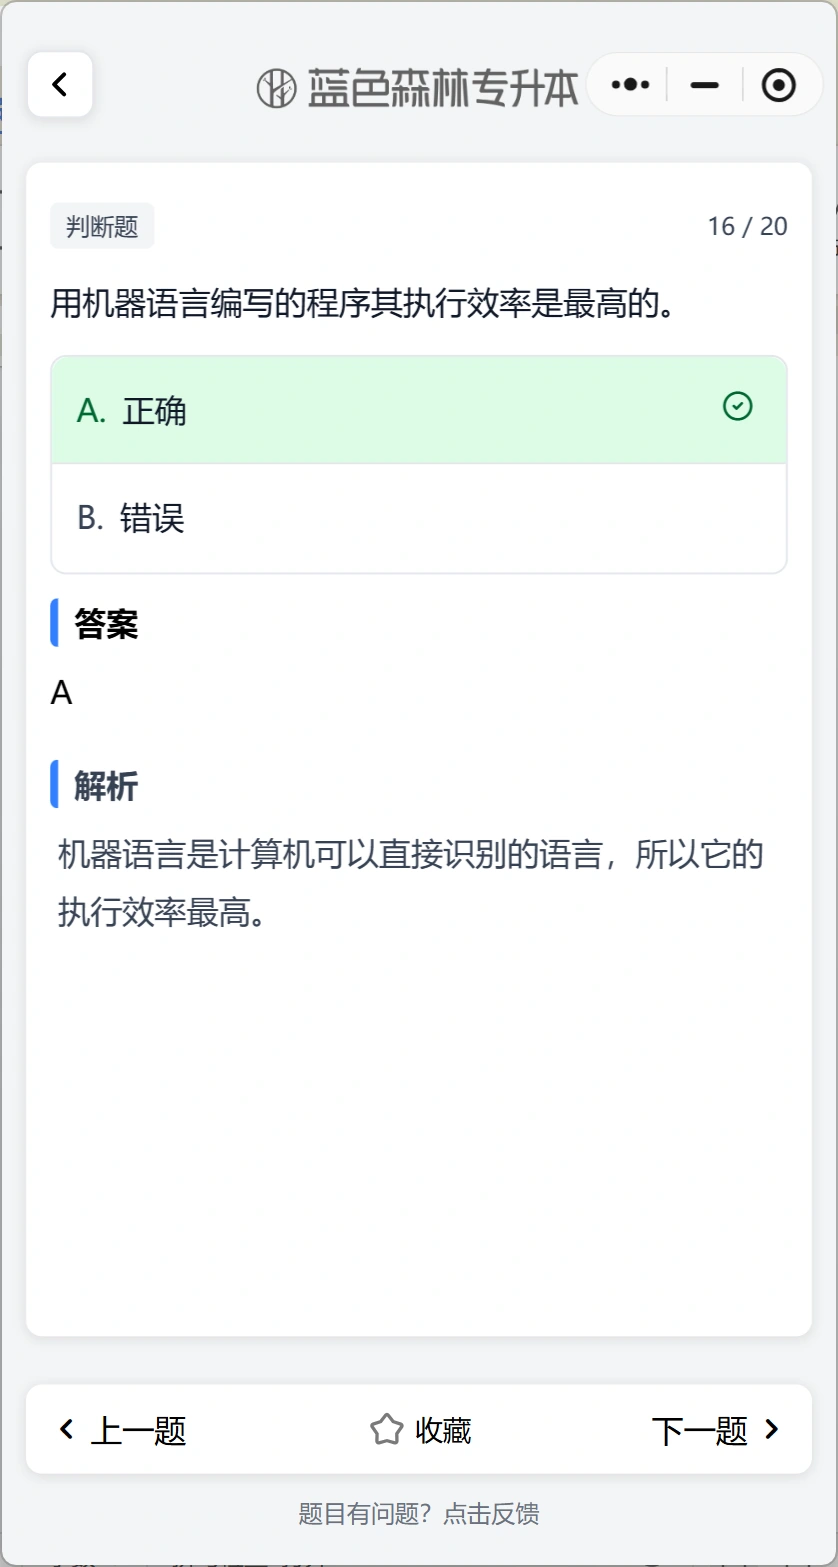 蓝色森林专升本
判断题
16 / 20
用机器语言编写的程序其执行效率是最高的。
A. 正确
B. 错误
答案
A
解析
机器语言是计算机可以直接识别的语言，所以它的
执行效率最高。
上一题
收藏
下一题
题目有问题？点击反馈